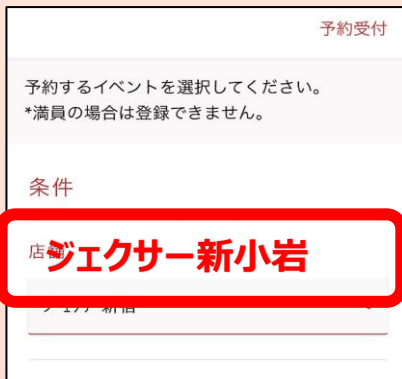 予約受付
予約するイベントを選択してください。
*満員の場合は登録できません。
条件
店舗
ジェクサー新小岩